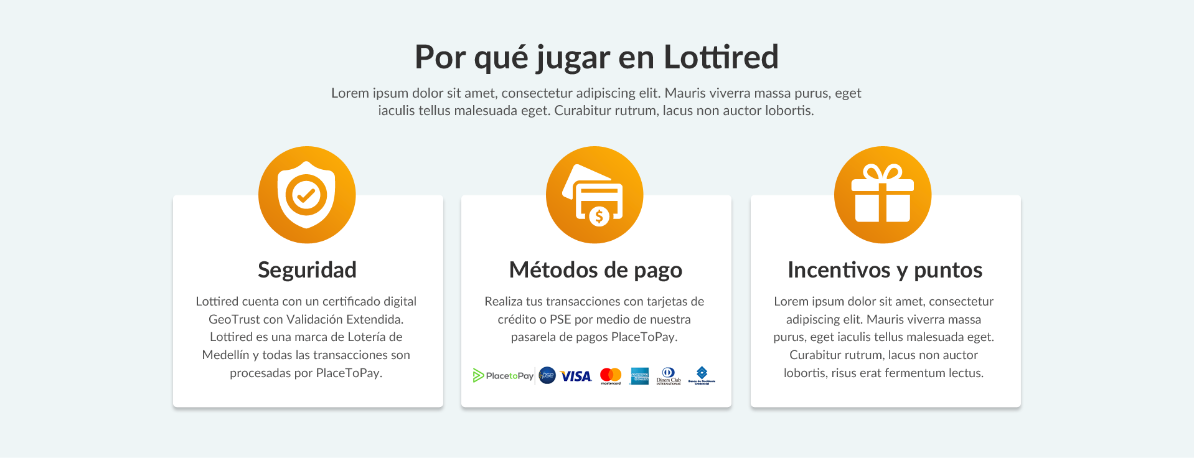 Por qué jugar en Lottired
Lorem ipsum dolor sit amet, consectetur adipiscing elit. Mauris viverra massa purus, eget
iaculis tellus malesuada eget. Curabitur rutrum, lacus non auctor lobortis.
Seguridad
Lottired cuenta con un certificado digital
GeoTrust con Validación Extendida.
Lottired es una marca de Lotería de
Medellín y todas las transacciones son
procesadas por PlaceToPay.
$
Métodos de pago
Realiza tus transacciones con tarjetas de
crédito o PSE por medio de nuestra
pasarela de pagos PlaceToPay.
PlacetoPay PSE VISA mastercard Diners Club
INTERNATIONAL
Incentivos y puntos
Lorem ipsum dolor sit amet, consectetur
adipiscing elit. Mauris viverra massa
purus, eget iaculis tellus malesuada eget.
Curabitur rutrum, lacus non auctor
lobortis, risus erat fermentum lectus.